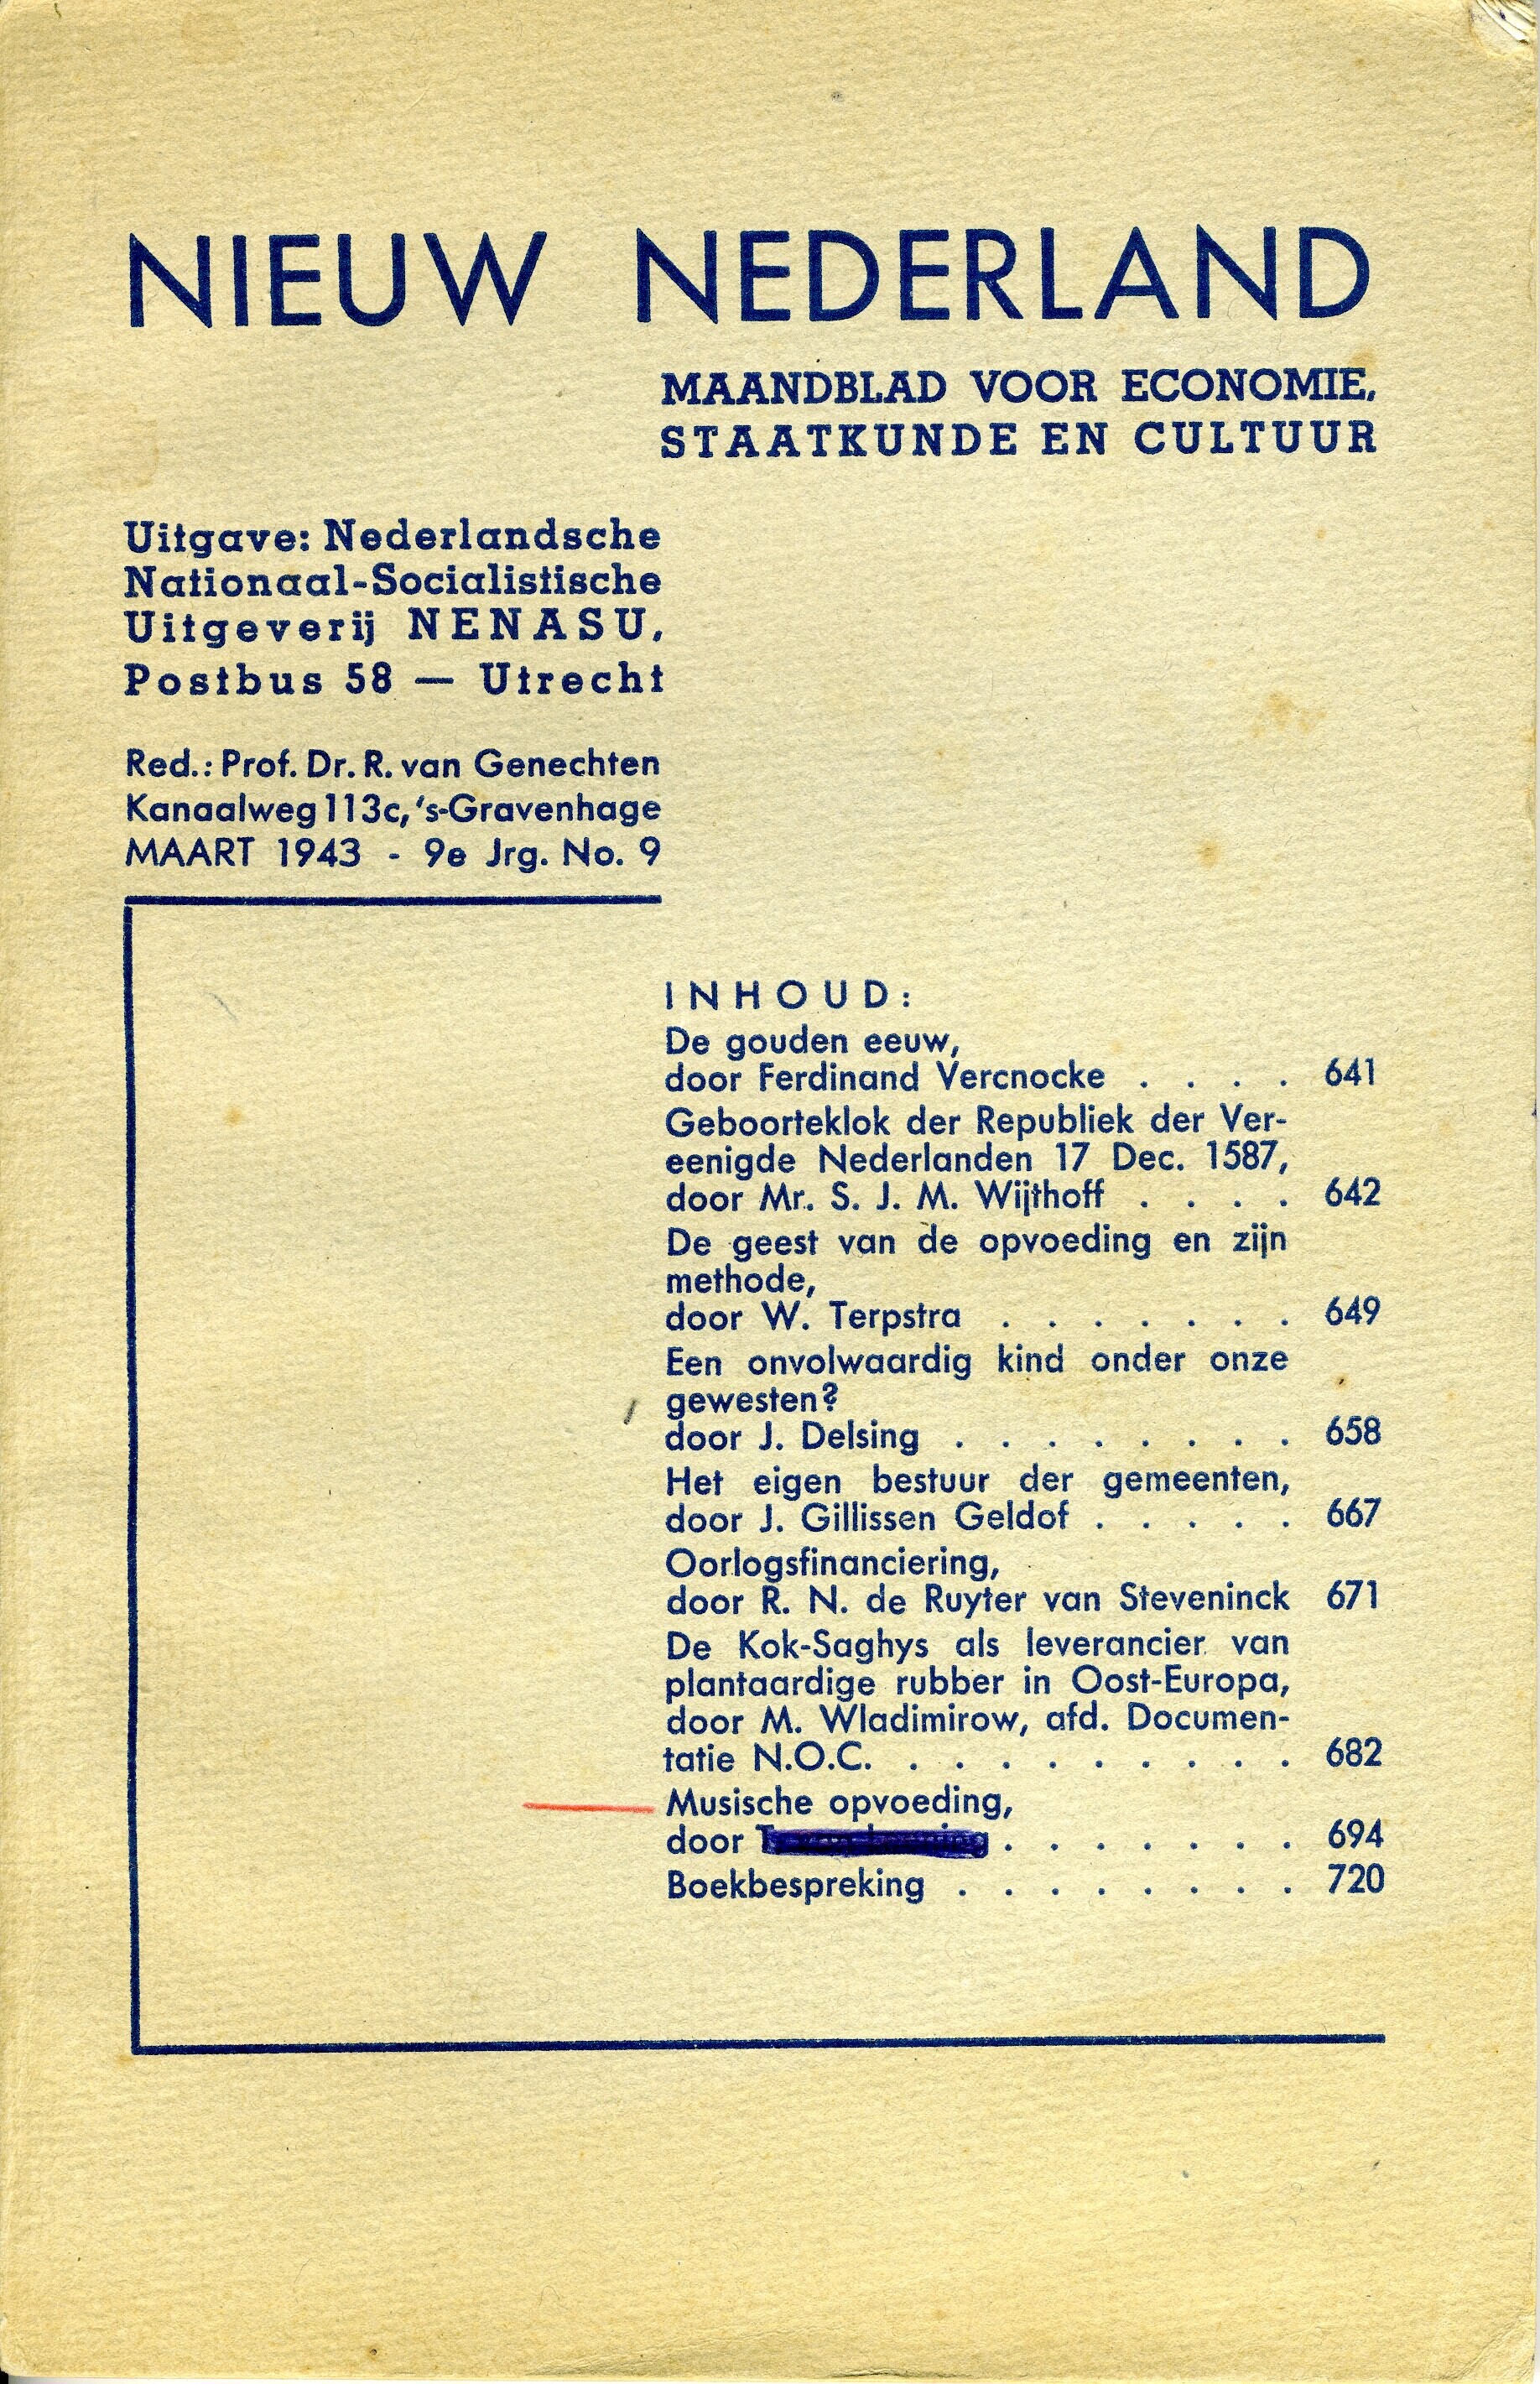 NIEUW NEDERLAND
MAANDBLAD VOOR ECONOMIE,
STAATKUNDE EN CULTUUR
Uitgave: Nederlandsche
Nationaal-Socialistische
Uitgeverij NENASU,
Postbus 58 — Utrecht
Red.: Prof. Dr. R. van Genechten
Kanaalweg 113c, 's-Gravenhage
MAART 1943 - 9e Jrg. No. 9
INHOUD:
De gouden eeuw,
door Ferdinand Vercnocke . . . . 641
Geboorteklok der Republiek der Ver-
eenigde Nederlanden 17 Dec. 1587,
door Mr. S. J. M. Wijthoff . . . . 642
De geest van de opvoeding en zijn
methode,
door W. Terpstra . . . . . . . 649
Een onvolwaardig kind onder onze
gewesten?
door J. Delsing . . . . . . . . 658
Het eigen bestuur der gemeenten,
door J. Gillissen Geldof . . . . . 667
Oorlogsfinanciering,
door R. N. de Ruyter van Steveninck 671
De Kok-Saghys als leverancier van
plantaardige rubber in Oost-Europa,
door M. Wladimirow, afd. Documen-
tatie N.O.C. . . . . . . . . . 682
Musische opvoeding,
door . . . . . . . 694
Boekbespreking . . . . . . . . 720